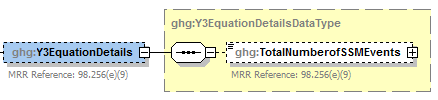 ghg:Y3EquationDetailsDataType
ghg:Y3EquationDetails
ghg:TotalNumberofSSMEvents
MRR Reference: 98.256(e)(9)
MRR Reference: 98.256(e)(9)